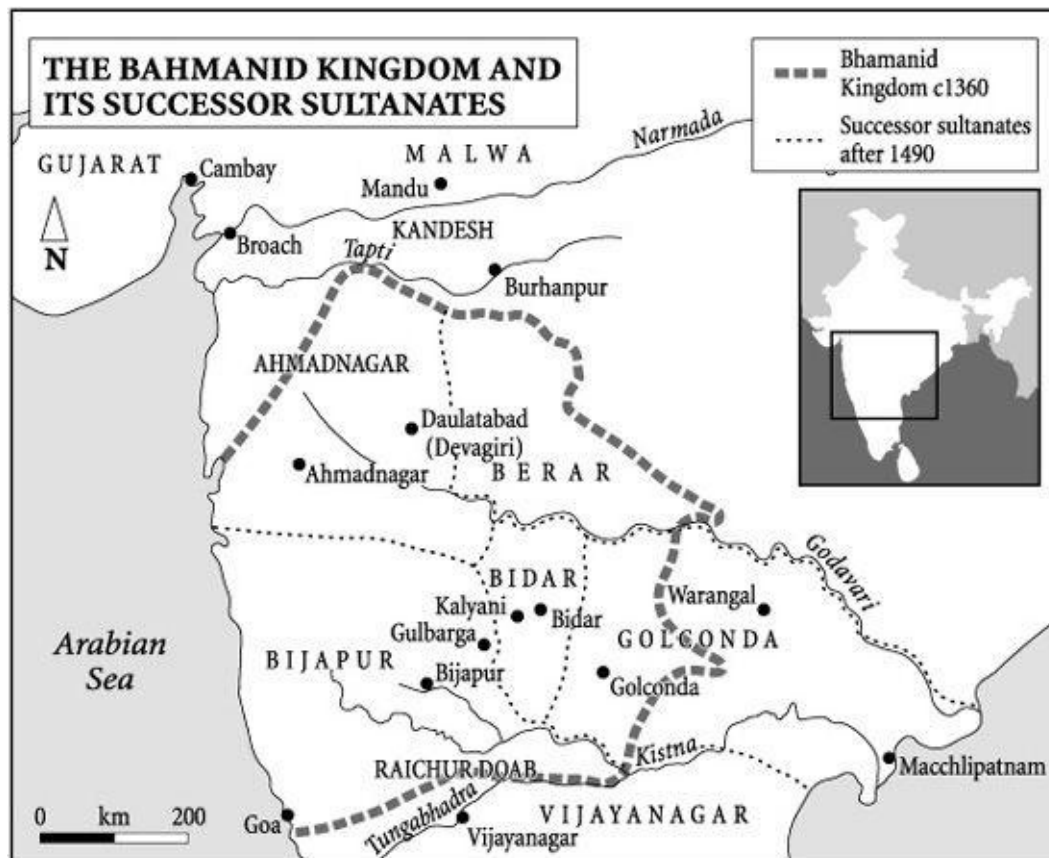 THE BAHMANID KINGDOM AND
ITS SUCCESSOR SULTANATES
Bhamanid
Kingdom c1360
Successor sultanates
after 1490
Narmada
GUJARAT
MALWA
Cambay
Mandu
N
Broach
KANDESH
Tapti
Burhanpur
AHMADNAGAR
Daulatabad
(Devagiri)
Ahmadnagar
BERAR
Godavari
BIDAR
Kalyani
Bidar
Warangal
Gulbarga
GOLCONDA
Arabian
Sea
BIJAPUR
Bijapur
Golconda
Kistna
RAICHUR DOAB
Macchlipatnam
0 km 200
Goa
Tungabhadra
Vijayanagar
VIJAYANAGAR